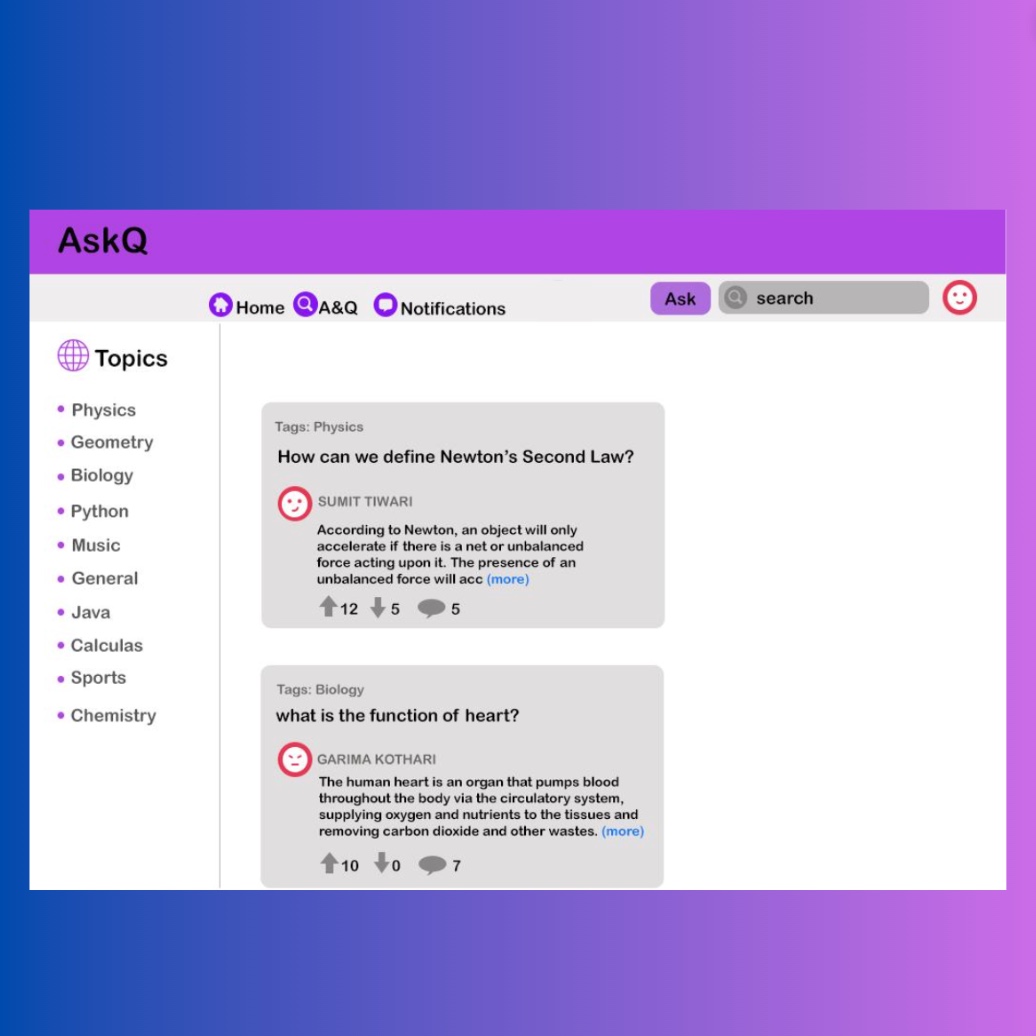 AskQ
Home A&Q Notifications Ask search
Topics
Physics
Geometry
Biology
Python
Music
General
Java
Calculas
Sports
Chemistry
Tags: Physics
How can we define Newton's Second Law?
SUMIT TIWARI
According to Newton, an object will only
accelerate if there is a net or unbalanced
force acting upon it. The presence of an
unbalanced force will acc (more)
12 5 5
Tags: Biology
what is the function of heart?
GARIMA KOTHARI
The human heart is an organ that pumps blood
throughout the body via the circulatory system,
supplying oxygen and nutrients to the tissues and
removing carbon dioxide and other wastes. (more)
10 0 7